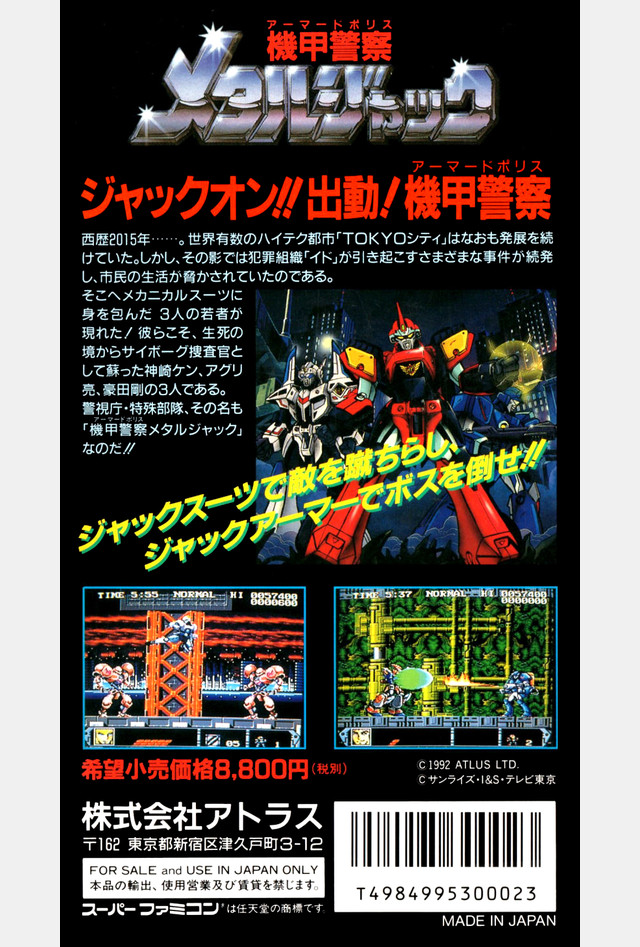 アーマードポリス
機甲警察
メタルジャック
アーマードポリス
ジャックオン!! 出動! 機甲警察
西歴2015年……。世界有数のハイテク都市「TOKYOシティ」はなおも発展を続
けていた。しかし、その影では犯罪組織「イド」が引き起こすさまざまな事件が続発
し、市民の生活が脅かされていたのである。
そこへメカニカルスーツに
身を包んだ 3人の若者が
現れた! 彼らこそ、生死の
境からサイボーグ捜査官と
して蘇った神崎ケン、アグリ
亮、豪田剛の3人である。
警視庁・特殊部隊、その名も
アーマードポリス
「機甲警察メタルジャック」
なのだ!!
ジャックスーツで敵を蹴ちらし、
ジャックアーマーでボスを倒せ!!
TIME 5:55 NORMAL HI 0057400
0000600
05 1
TIME 5:37 NORMAL HI 0057400
2
希望小売価格8,800円(税別)
©1992 ATLUS LTD.
©サンライズ・I&S・テレビ東京
株式会社アトラス
〒162 東京都新宿区津久戸町3-12
FOR SALE and USE IN JAPAN ONLY
本品の輸出、使用営業及び賃貸を禁じます。
スーパーファミコンは任天堂の商標です。
T4984995300023
MADE IN JAPAN